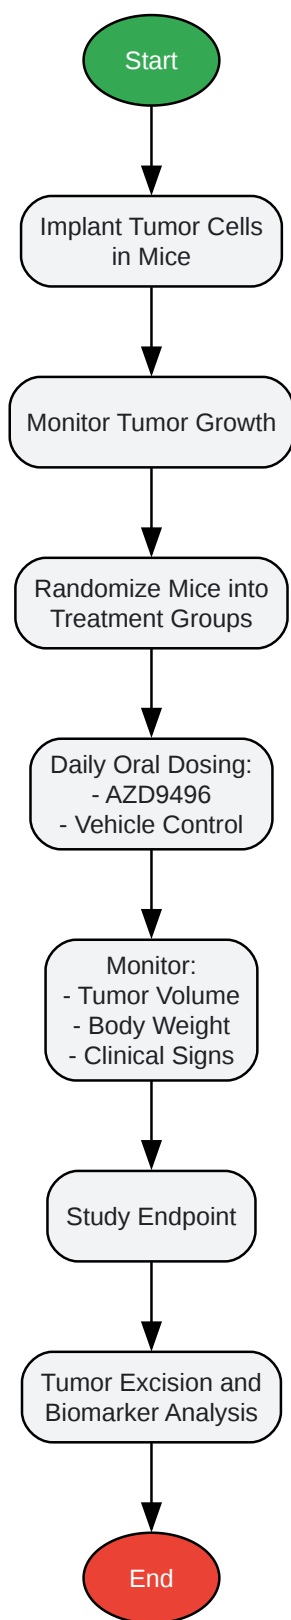 Start
Implant Tumor Cells
in Mice
Monitor Tumor Growth
Randomize Mice into
Treatment Groups
Daily Oral Dosing:
- AZD9496
- Vehicle Control
Monitor:
- Tumor Volume
- Body Weight
- Clinical Signs
Study Endpoint
Tumor Excision and
Biomarker Analysis
End